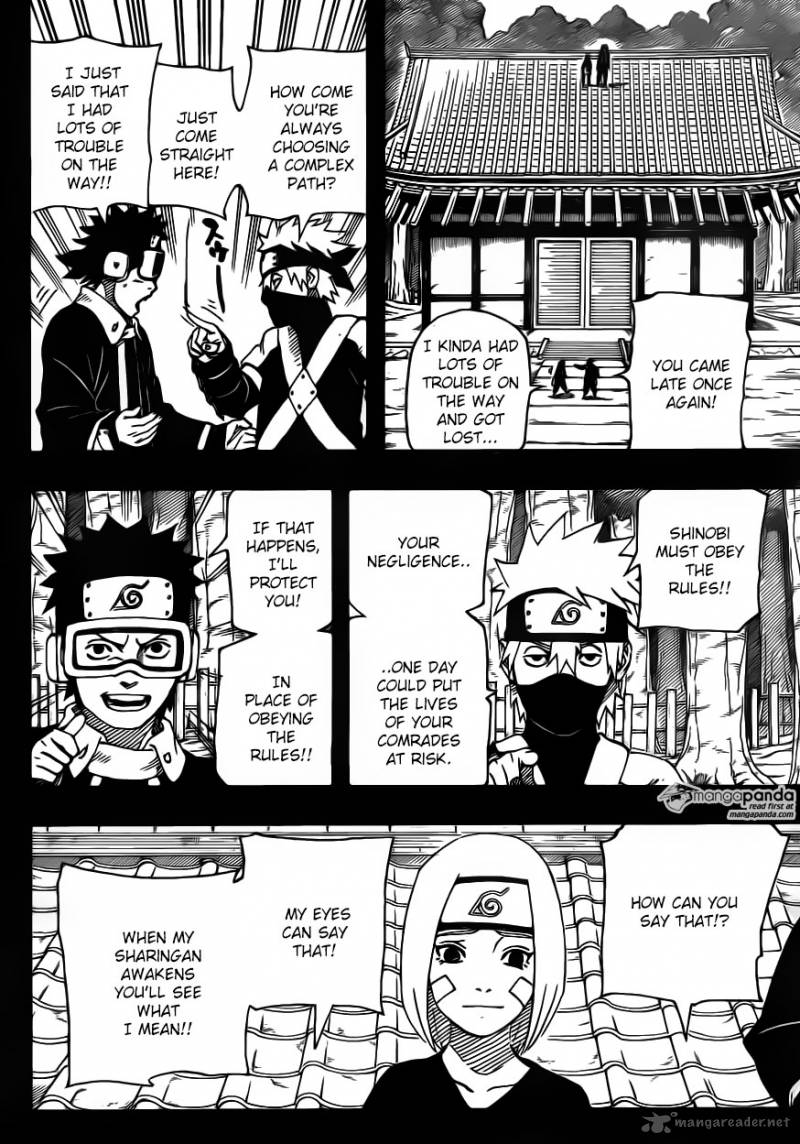 YOU CAME
LATE ONCE
AGAIN!
I KINDA HAD
LOTS OF
TROUBLE ON
THE WAY
AND GOT
LOST...
HOW COME
YOU'RE
ALWAYS
CHOOSING
A COMPLEX
PATH?
JUST
COME
STRAIGHT
HERE!
スゥー
I JUST
SAID THAT
I HAD
LOTS OF
TROUBLE
ON THE
WAY!!
SHINOBI
MUST OBEY
THE
RULES!!
YOUR
NEGLIGENCE..
..ONE DAY
COULD PUT
THE LIVES
OF YOUR
COMRADES
AT RISK.
IF THAT
HAPPENS,
I'LL
PROTECT
YOU!
IN
PLACE OF
OBEYING
THE
RULES!!
mangapanda
read first at
mangapanda.com
HOW CAN YOU
SAY THAT!?
MY EYES
CAN SAY
THAT!
WHEN MY
SHARINGAN
AWAKENS
YOU'LL SEE
WHAT
I MEAN!!
mangareader.net